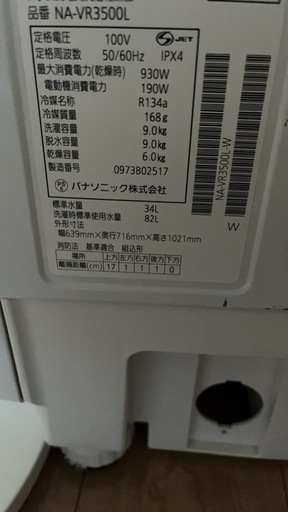 品番 NA-VR3500L
定格電圧 100V S-JET
定格周波数 50/60Hz IPX4
最大消費電力(乾燥時) 930W
電動機消費電力 190W
冷媒名称 R134a
冷媒質量 168g
洗濯容量 9.0kg
脱水容量 9.0kg
乾燥容量 6.0kg
製造番号 0973B02517
PSE パナソニック株式会社
標準水量 34L
洗濯時標準使用水量 82L
外形寸法
幅639mm×奥行716mm×高さ1021mm
消防法 基準適合 組込形
場所 上方 左方 右方 後方 下方
離隔距離(cm) 17 1 1 1 0
NA-VR3500L-W
W